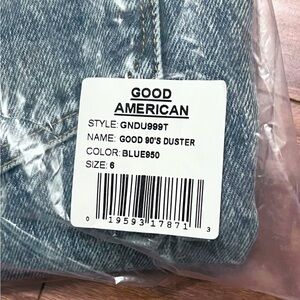 GOOD
AMERICAN
STYLE: GNDU999T
NAME: GOOD 90'S DUSTER
COLOR: BLUE950
SIZE: 6
0 19593 17871 3